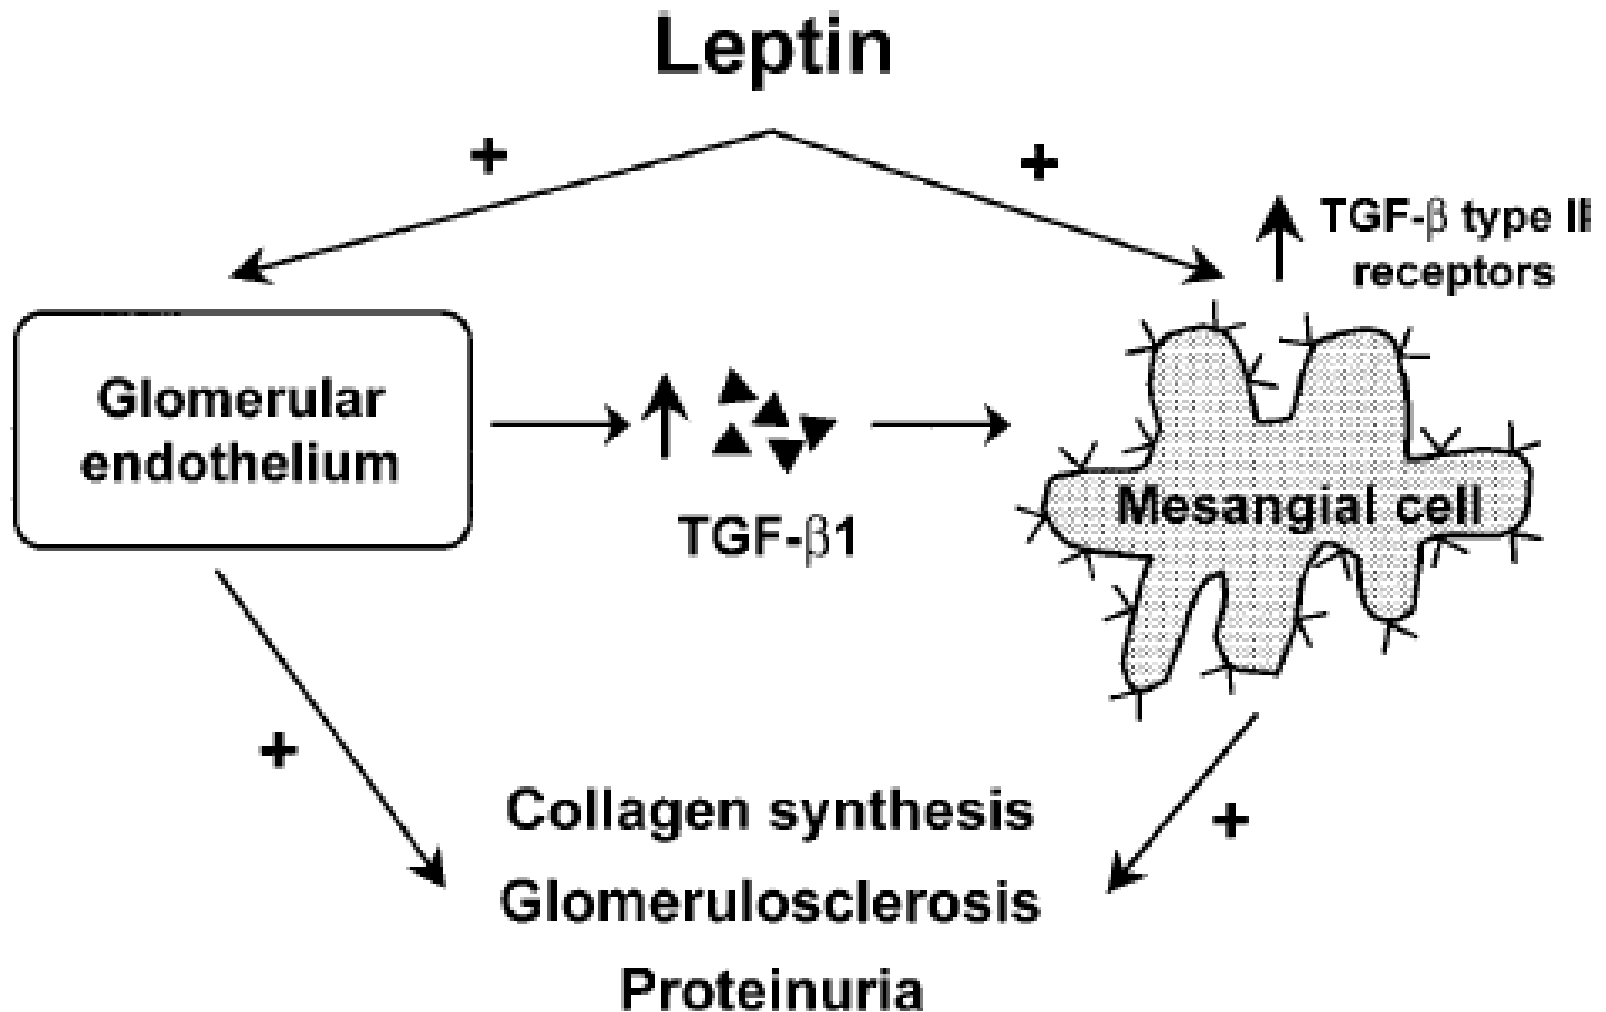 Leptin
+
+
TGF-β type II
receptors
Glomerular
endothelium
TGF-β1
Mesangial cell
+
+
Collagen synthesis
Glomerulosclerosis
Proteinuria